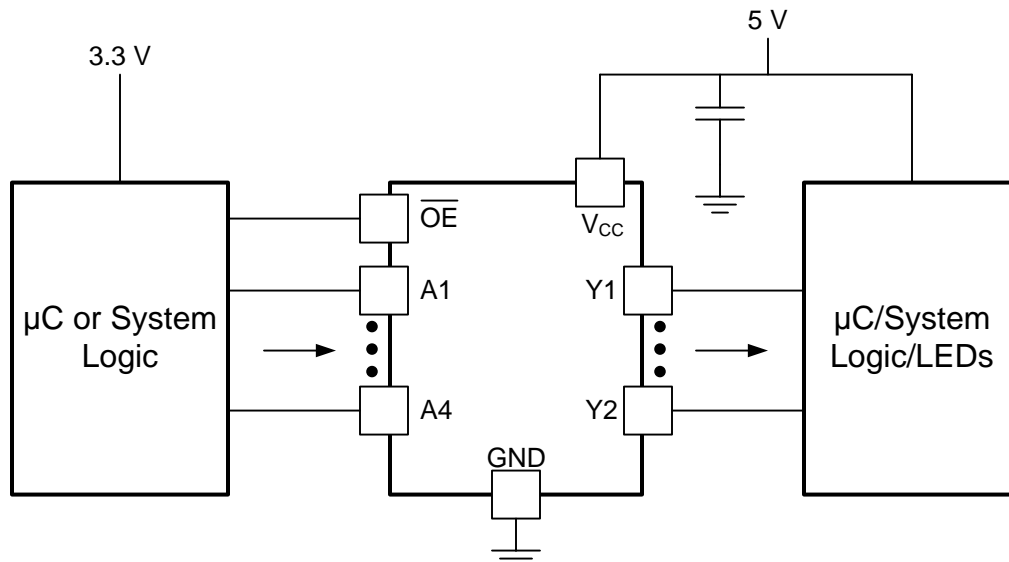 5 V
3.3 V
OE
VCC
A1
Y1
µC or System
Logic
µC/System
Logic/LEDs
A4
Y2
GND